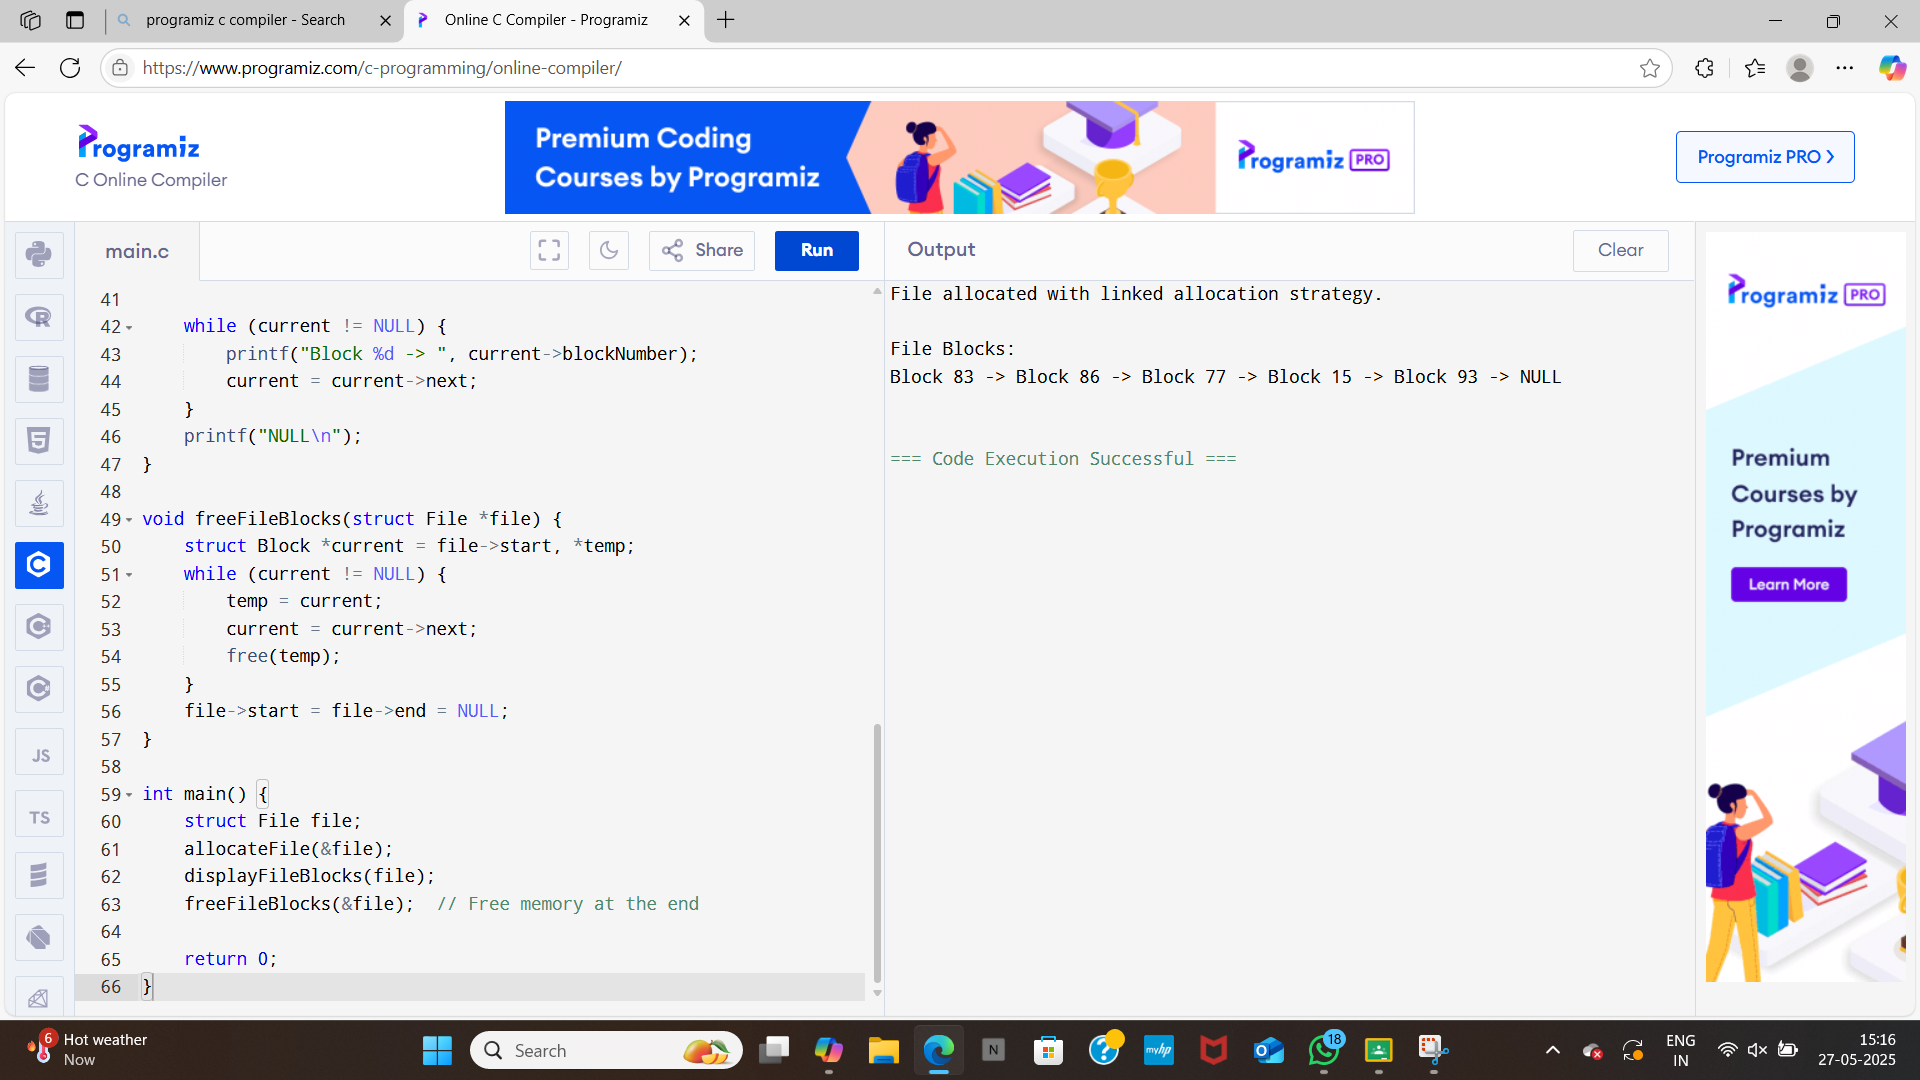 programiz c compiler - Search
Online C Compiler - Programiz
https://www.programiz.com/c-programming/online-compiler/
Programiz
C Online Compiler
Premium Coding
Courses by Programiz
Programiz PRO
Programiz PRO
main.c
Share
Run
Output
Clear
41
42 while (current != NULL) {
43 printf("Block %d -> ", current->blockNumber);
44 current = current->next;
45 }
46 printf("NULL\n");
47 }
48
49 void freeFileBlocks(struct File *file) {
50 struct Block *current = file->start, *temp;
51 while (current != NULL) {
52 temp = current;
53 current = current->next;
54 free(temp);
55 }
56 file->start = file->end = NULL;
57 }
58
59 int main() {
60 struct File file;
61 allocateFile(&file);
62 displayFileBlocks(file);
63 freeFileBlocks(&file);  // Free memory at the end
64
65 return 0;
66 }
File allocated with linked allocation strategy.
File Blocks:
Block 83 -> Block 86 -> Block 77 -> Block 15 -> Block 93 -> NULL
=== Code Execution Successful ===
Programiz PRO
Premium
Courses by
Programiz
Learn More
R
5
C
C
C
JS
TS
6
Hot weather
Now
Search
N
myhp
18
ENG
IN
15:16
27-05-2025